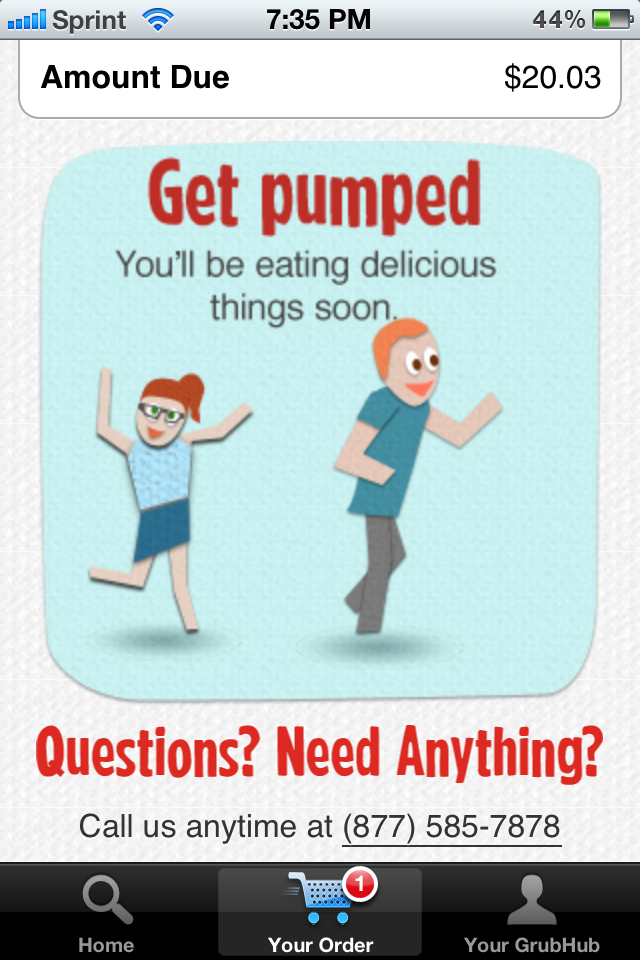 Sprint 7:35 PM 44%
Amount Due $20.03
Get pumped
You'll be eating delicious
things soon.
Questions? Need Anything?
Call us anytime at (877) 585-7878
1
Home Your Order Your GrubHub